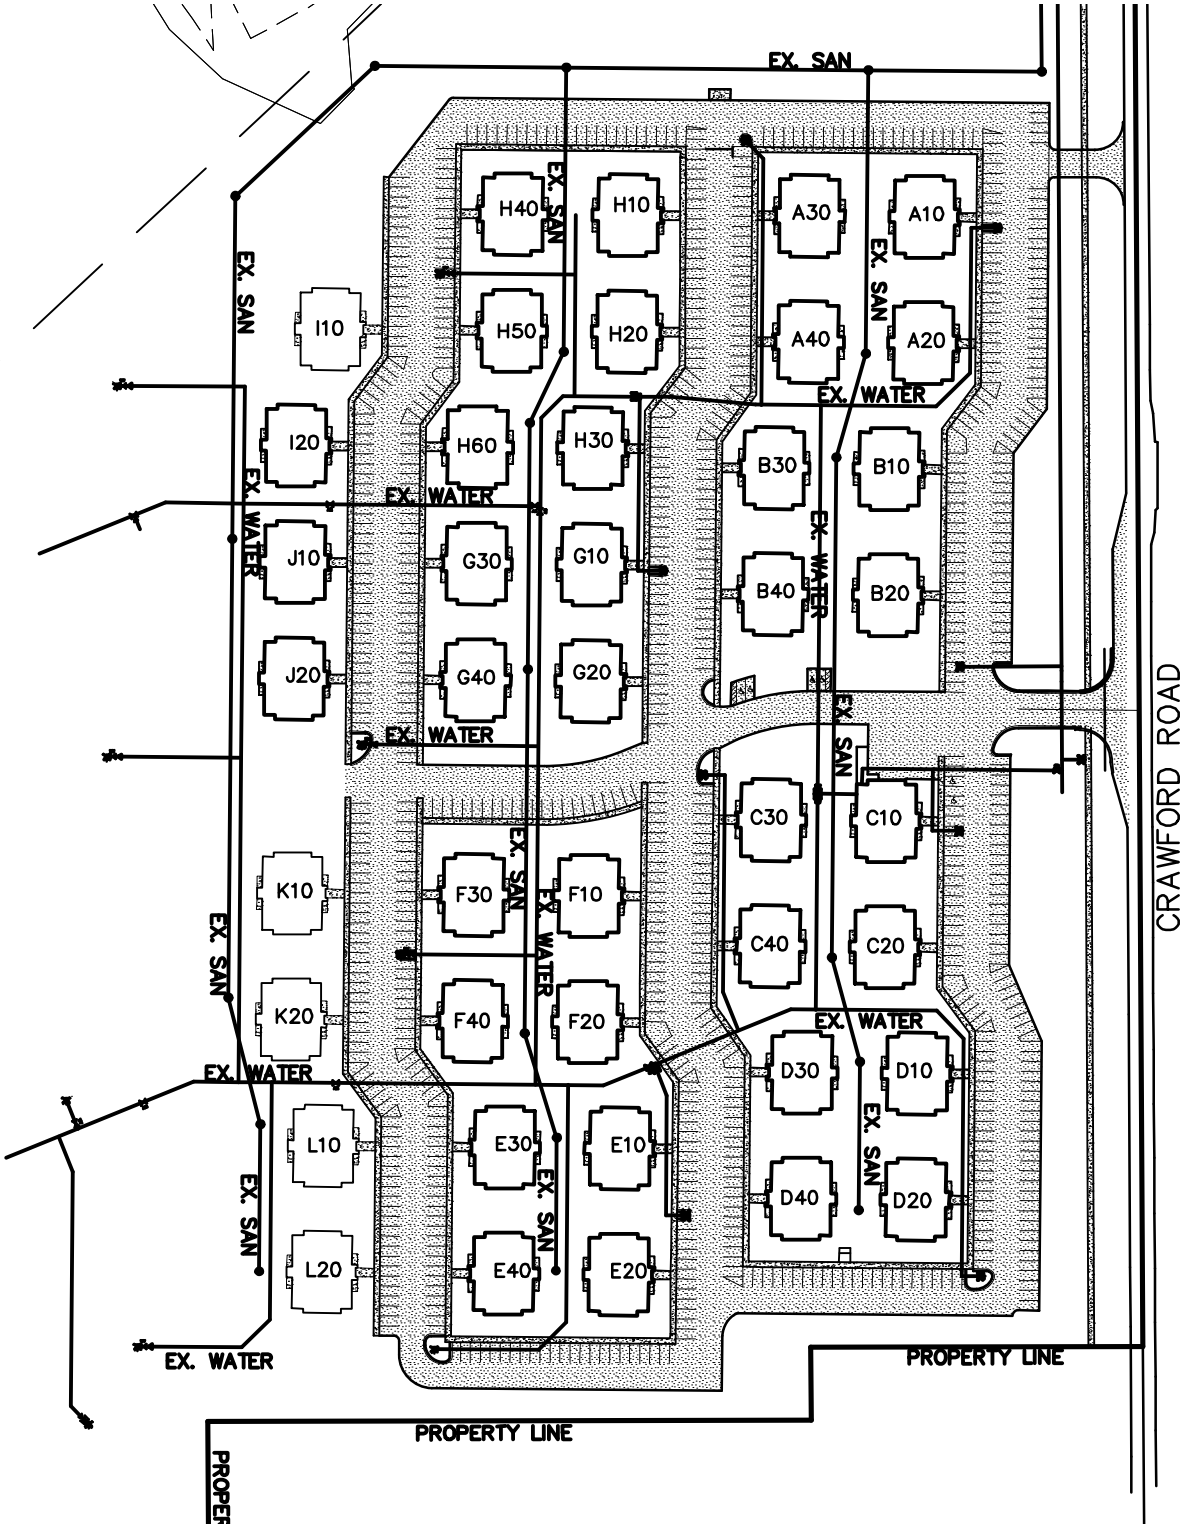 EX. SAN
EX. SAN
H40
H10
A30
A10
EX. SAN
EX. SAN
I10
H50
H20
A40
A20
EX. WATER
I20
H60
H30
B30
B10
EX. WATER
EX. WATER
EX. WATER
J10
G30
G10
B40
B20
J20
G40
G20
CRAWFORD ROAD
EX. SAN
EX. WATER
C30
C10
EX. SAN
K10
F30
F10
EX. WATER
EX. SAN
C40
C20
K20
F40
F20
EX. WATER
EX. WATER
D30
D10
L10
E30
E10
EX. SAN
EX. SAN
EX. SAN
D40
D20
L20
E40
E20
EX. WATER
PROPERTY LINE
PROPERTY LINE
PROPER